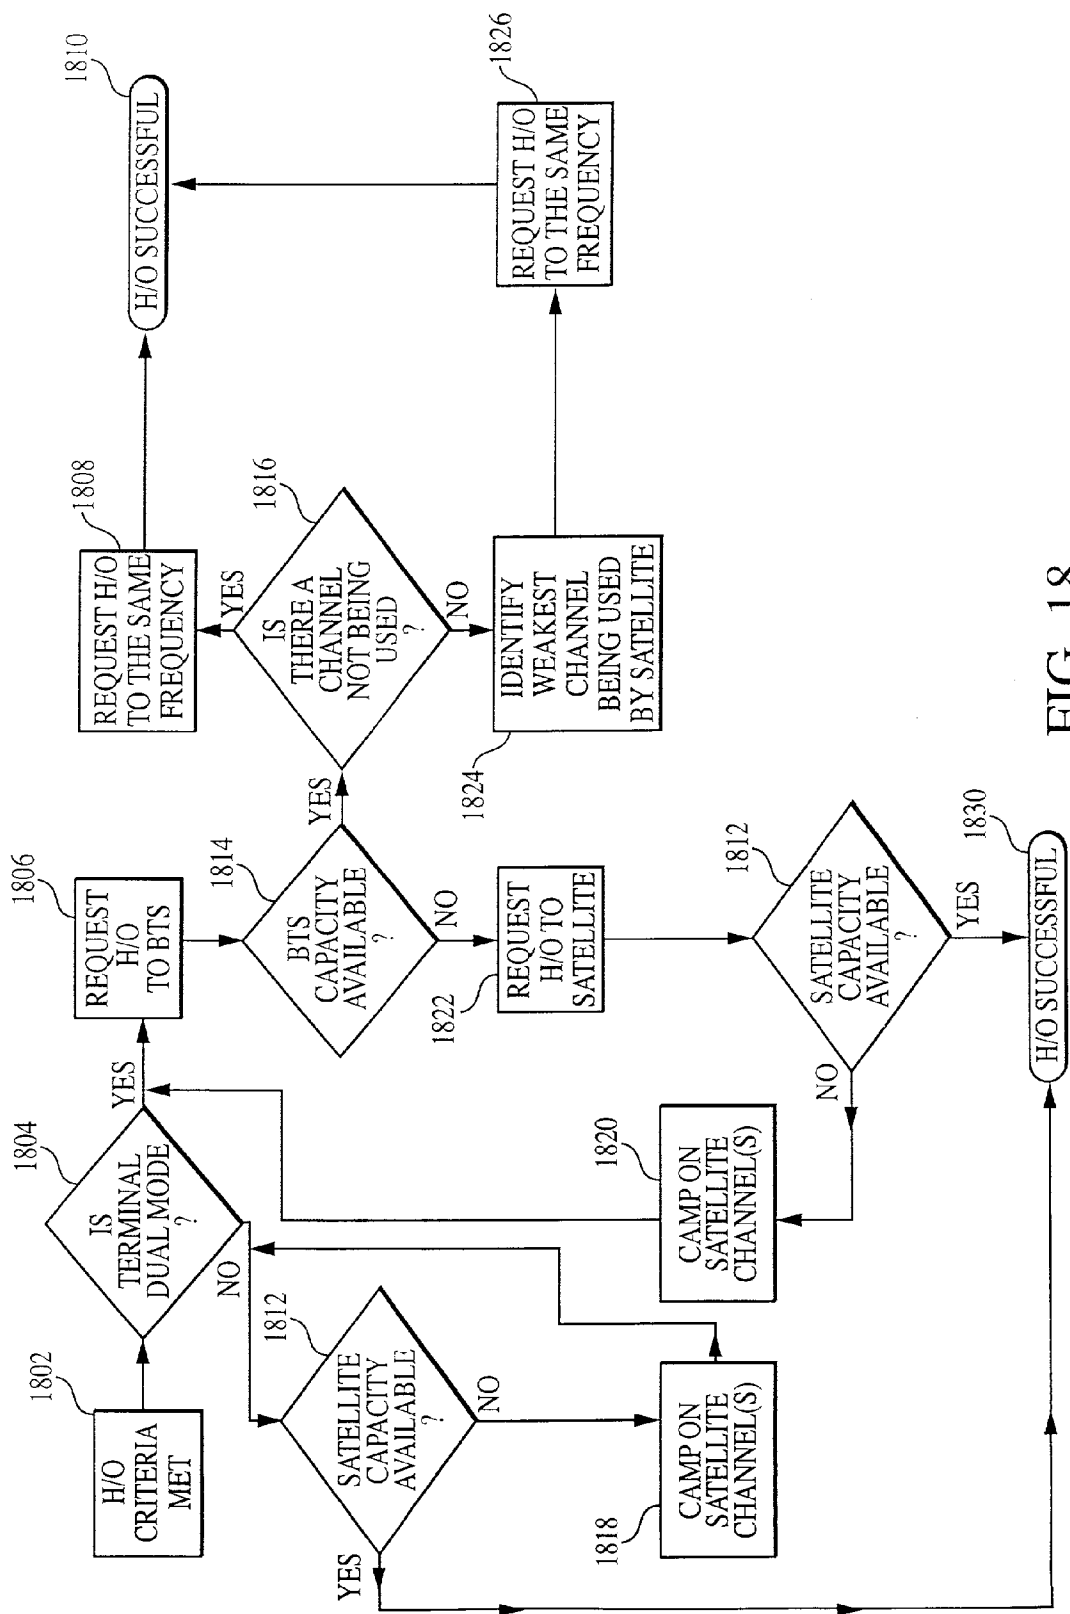 1802
H/O
CRITERIA
MET
1804
IS
TERMINAL
DUAL MODE
?
YES
NO
1806
REQUEST
H/O
TO BTS
1808
REQUEST H/O
TO THE SAME
FREQUENCY
1810
H/O SUCCESSFUL
1812
SATELLITE
CAPACITY
AVAILABLE
?
YES
NO
1814
BTS
CAPACITY
AVAILABLE
?
YES
NO
1816
IS
THERE A
CHANNEL
NOT BEING
USED
?
YES
NO
1818
CAMP ON
SATELLITE
CHANNEL(S)
1820
CAMP ON
SATELLITE
CHANNEL(S)
1822
REQUEST
H/O TO
SATELLITE
1824
IDENTIFY
WEAKEST
CHANNEL
BEING USED
BY SATELLITE
1826
REQUEST H/O
TO THE SAME
FREQUENCY
1812
SATELLITE
CAPACITY
AVAILABLE
?
NO
YES
1830
H/O SUCCESSFUL
FIG. 18